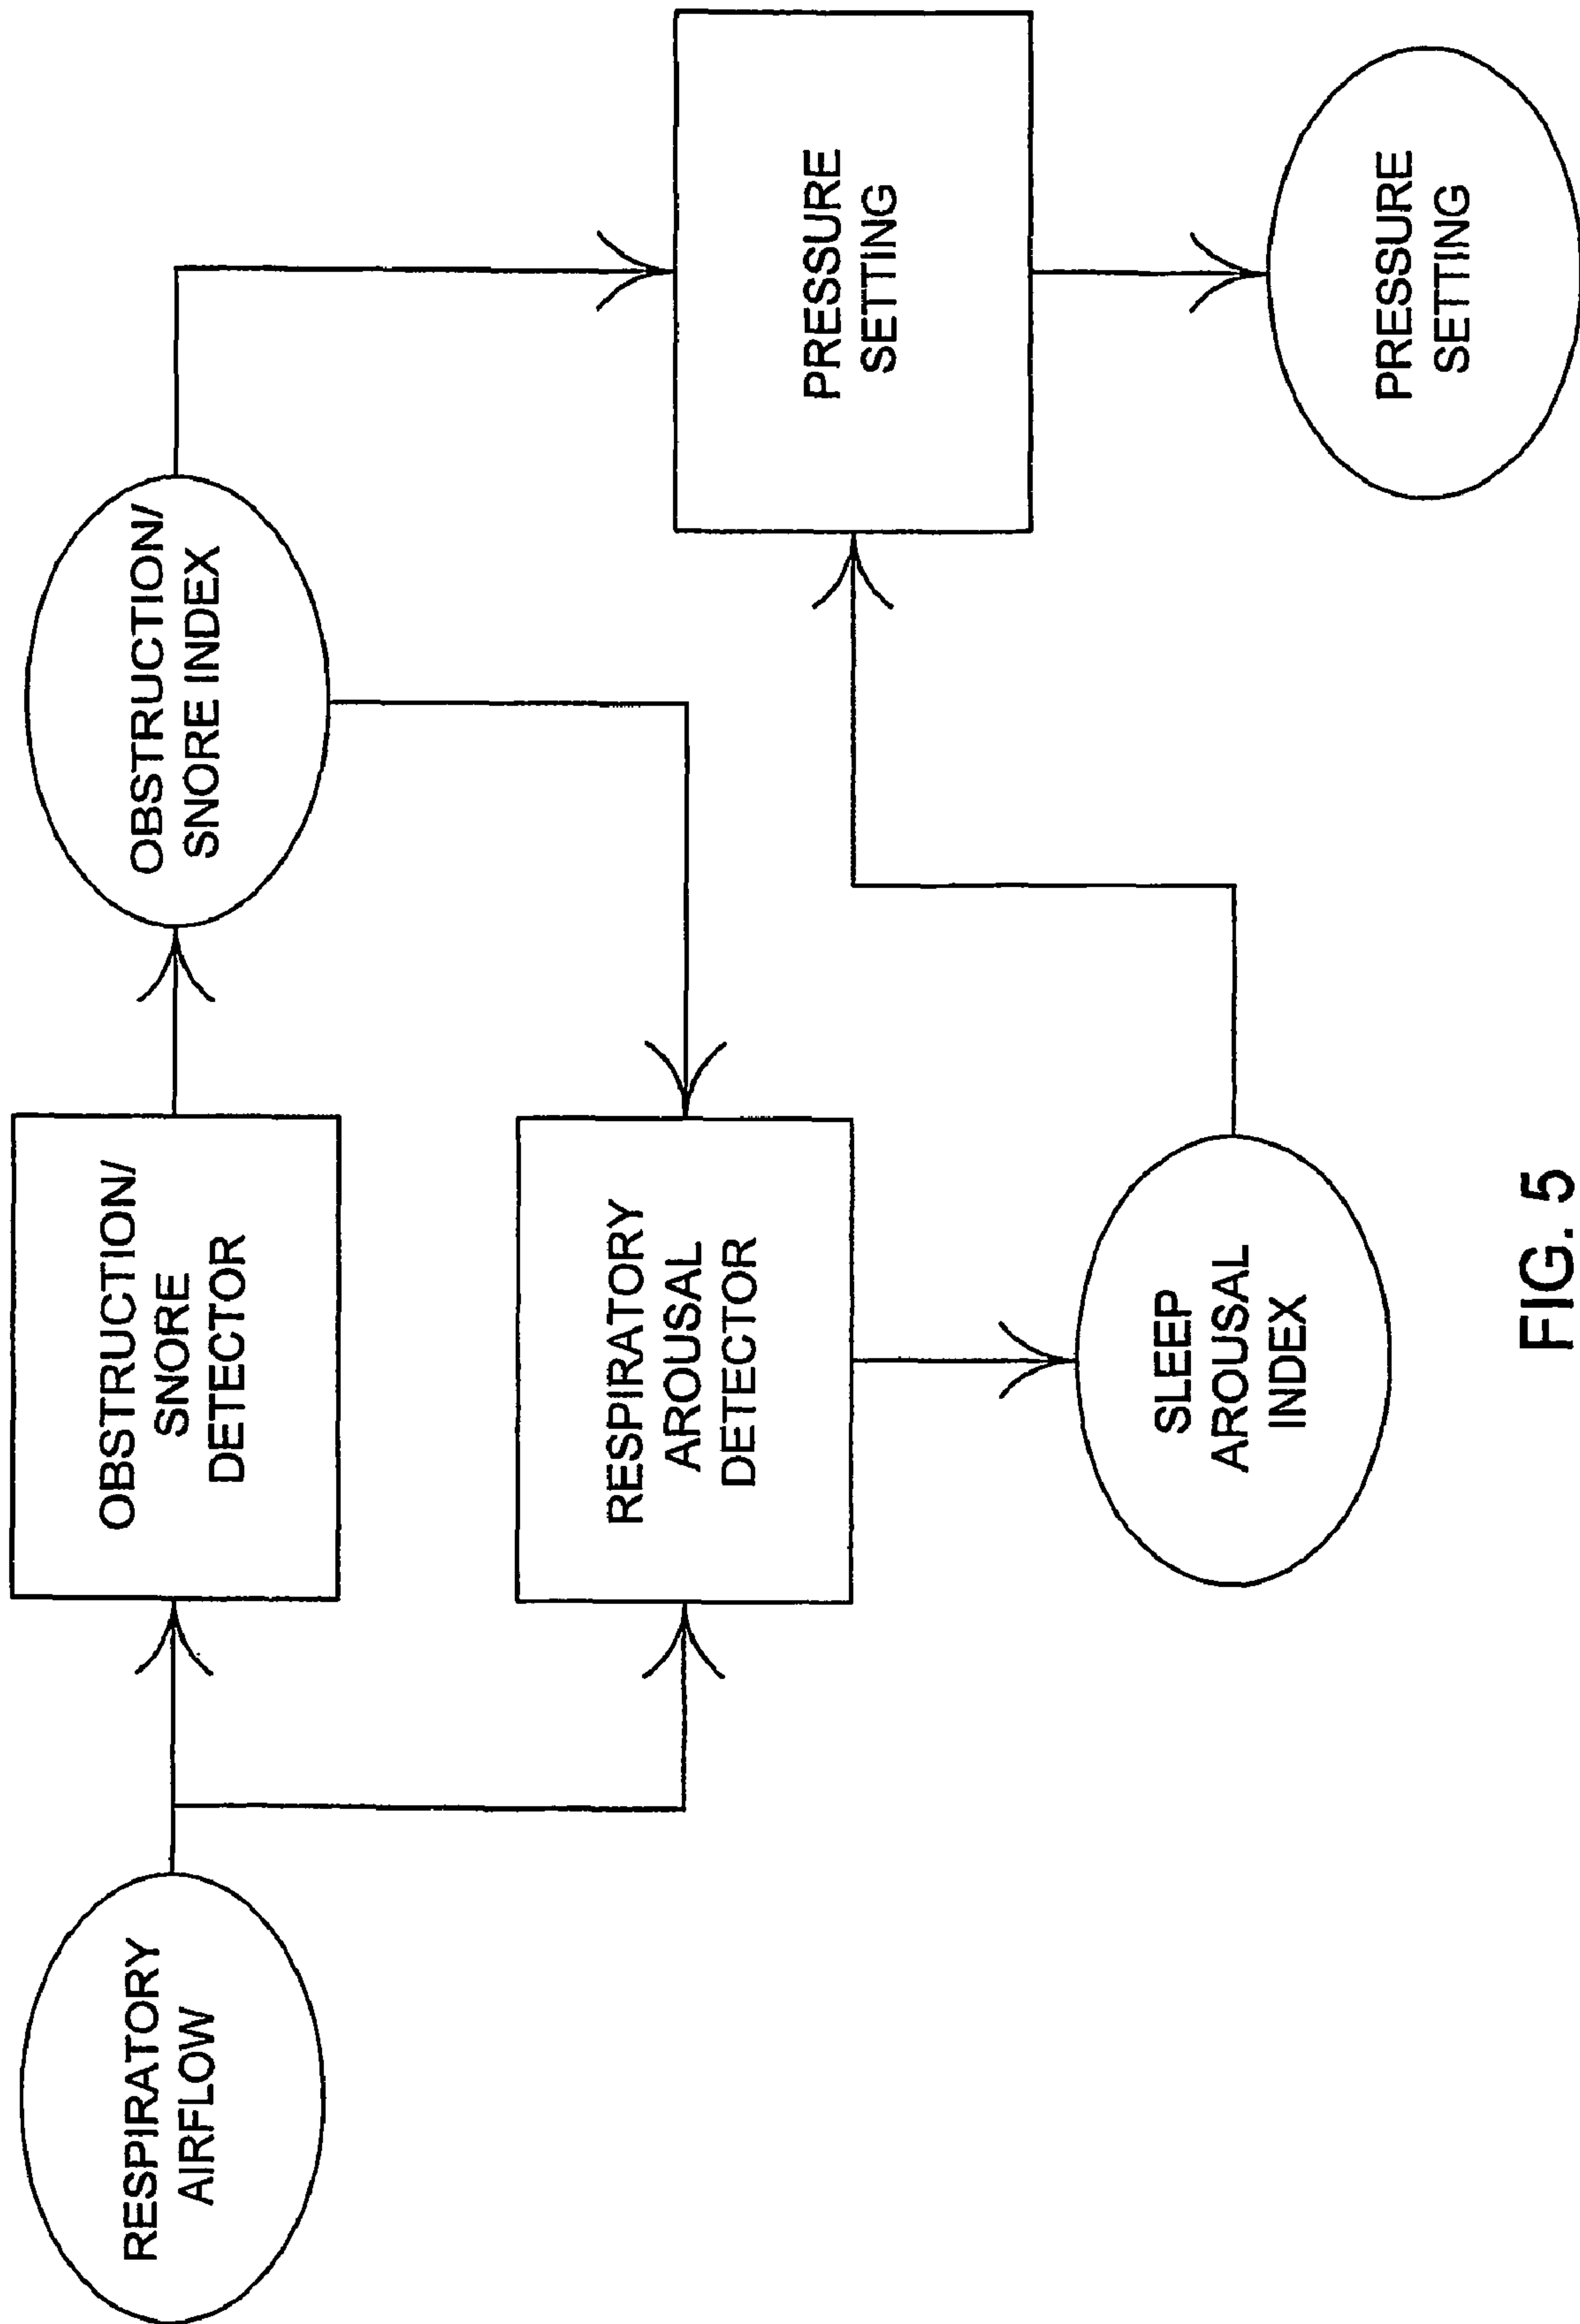 RESPIRATORY
AIRFLOW
OBSTRUCTION/
SNORE
DETECTOR
OBSTRUCTION/
SNORE INDEX
RESPIRATORY
AROUSAL
DETECTOR
SLEEP
AROUSAL
INDEX
PRESSURE
SETTING
PRESSURE
SETTING
FIG. 5